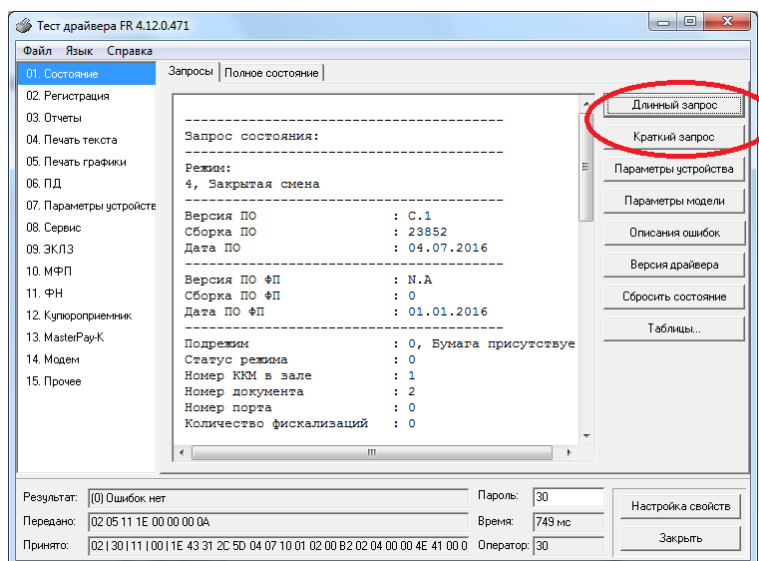 Тест драйвера FR 4.12.0.471
Файл Язык Справка
01. Состояние
02. Регистрация
03. Отчеты
04. Печать текста
05. Печать графики
06. ПД
07. Параметры устройств
08. Сервис
09. ЭКЛЗ
10. МФП
11. ФН
12. Купюроприемник
13. MasterPay-K
14. Модем
15. Прочее
Запросы Полное состояние
----------------------------------------
Запрос состояния:
----------------------------------------
Режим:
4, Закрытая смена
----------------------------------------
Версия ПО : C.1
Сборка ПО : 23852
Дата ПО : 04.07.2016
----------------------------------------
Версия ПО ФП : N.A
Сборка ПО ФП : 0
Дата ПО ФП : 01.01.2016
----------------------------------------
Подрежим : 0, Бумага присутствуе
Статус режима : 0
Номер ККМ в зале : 1
Номер документа : 2
Номер порта : 0
Количество фискализаций : 0
Длинный запрос
Краткий запрос
Параметры устройства
Параметры модели
Описания ошибок
Версия драйвера
Сбросить состояние
Таблицы...
Результат: (0) Ошибок нет
Передано: 02 05 11 1E 00 00 00 0A
Принято: 02 | 30 | 11 | 00 | 1E 43 31 2C 5D 04 07 10 01 02 00 B2 02 04 00 00 4E 41 00 0
Пароль: 30
Время: 749 мс
Оператор: 30
Настройка свойств
Закрыть